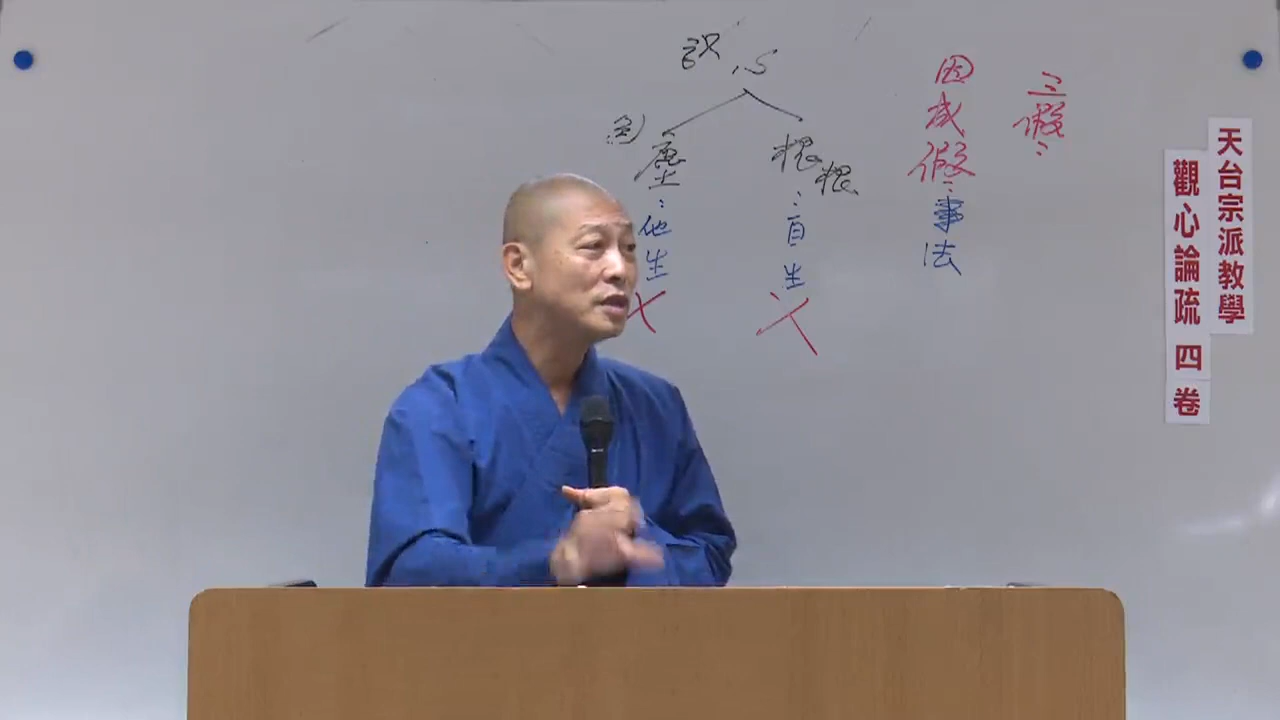 天台宗派教學
觀心論疏 四卷
三假：
因成假：事法
識心
根 根：自生
塵：他生